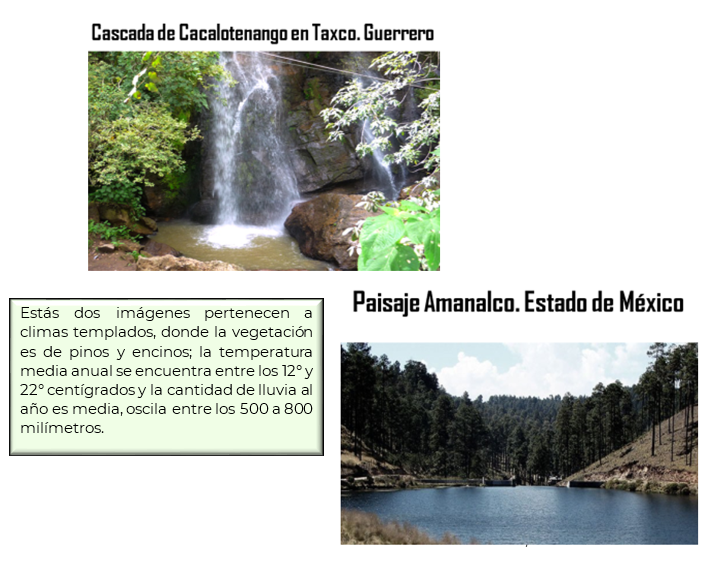 Cascada de Cacalotenango en Taxco. Guerrero
Estás dos imágenes pertenecen a
climas templados, donde la vegetación
es de pinos y encinos; la temperatura
media anual se encuentra entre los 12° y
22° centígrados y la cantidad de lluvia al
año es media, oscila entre los 500 a 800
milímetros.
Paisaje Amanalco. Estado de México